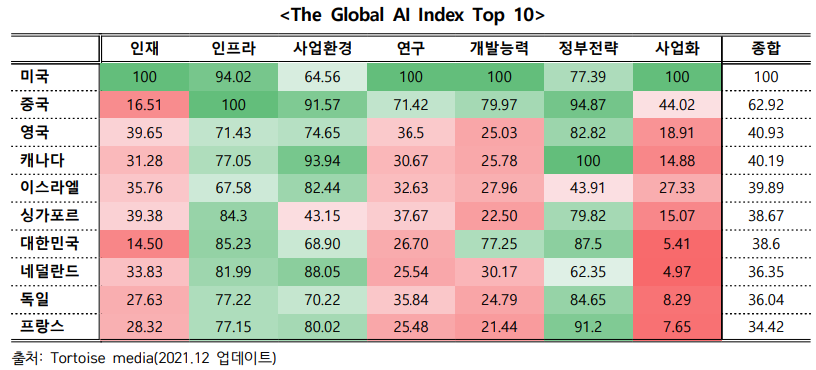 <The Global AI Index Top 10>
인재 인프라 사업환경 연구 개발능력 정부전략 사업화 종합
미국 100 94.02 64.56 100 100 77.39 100 100
중국 16.51 100 91.57 71.42 79.97 94.87 44.02 62.92
영국 39.65 71.43 74.65 36.5 25.03 82.82 18.91 40.93
캐나다 31.28 77.05 93.94 30.67 25.78 100 14.88 40.19
이스라엘 35.76 67.58 82.44 32.63 27.96 43.91 27.33 39.89
싱가포르 39.38 84.3 43.15 37.67 22.50 79.82 15.07 38.67
대한민국 14.50 85.23 68.90 26.70 77.25 87.5 5.41 38.6
네덜란드 33.83 81.99 88.05 25.54 30.17 62.35 4.97 36.35
독일 27.63 77.22 70.22 35.84 24.79 84.65 8.29 36.04
프랑스 28.32 77.15 80.02 25.48 21.44 91.2 7.65 34.42
출처: Tortoise media(2021.12 업데이트)